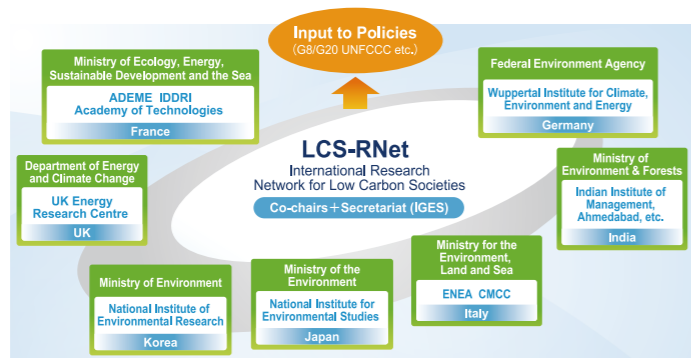 Input to Policies
(G8/G20 UNFCCC etc.)
Ministry of Ecology, Energy,
Sustainable Development and the Sea
ADEME IDDRI
Academy of Technologies
France
Federal Environment Agency
Wuppertal Institute for Climate,
Environment and Energy
Germany
LCS-RNet
International Research
Network for Low Carbon Societies
Co-chairs+Secretariat (IGES)
Department of Energy
and Climate Change
UK Energy
Research Centre
UK
Ministry of
Environment & Forests
Indian Institute of
Management,
Ahmedabad, etc.
India
Ministry of Environment
National Institute of
Environmental Research
Korea
Ministry of the
Environment
National Institute for
Environmental Studies
Japan
Ministry for the
Environment,
Land and Sea
ENEA CMCC
Italy